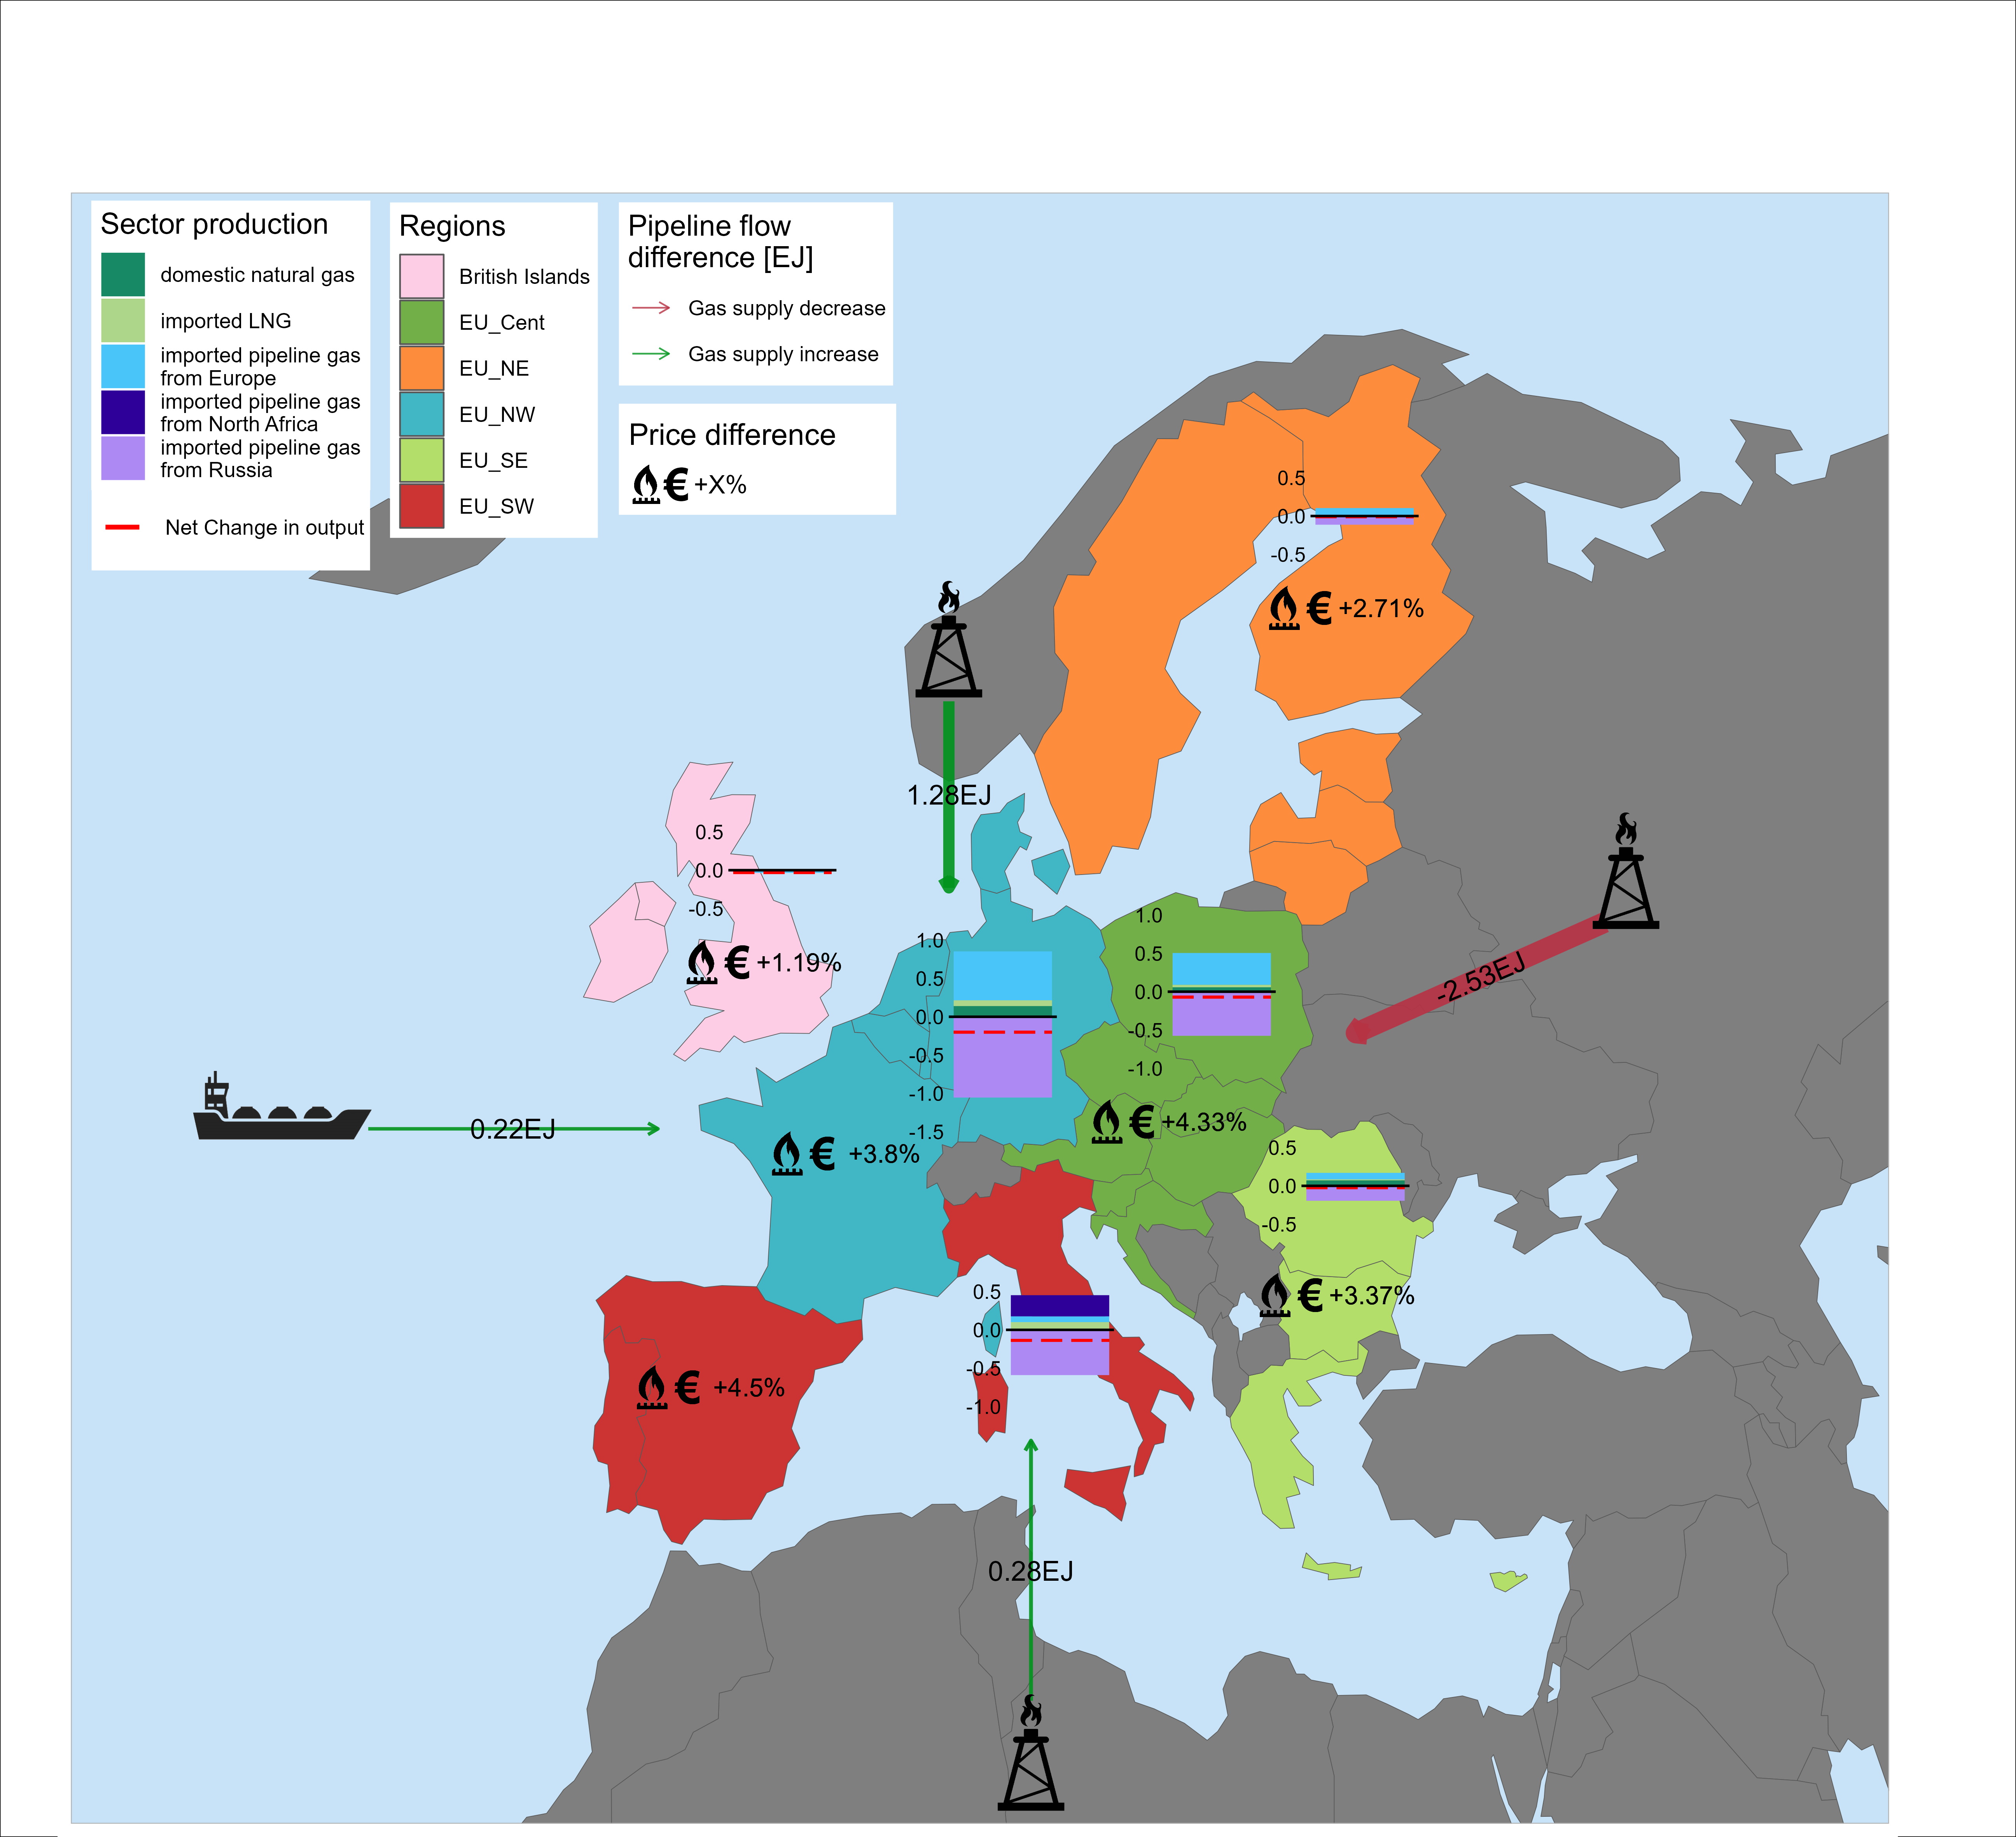 Sector production
domestic natural gas
imported LNG
imported pipeline gas
from Europe
imported pipeline gas
from North Africa
imported pipeline gas
from Russia
Net Change in output
Regions
British Islands
EU_Cent
EU_NE
EU_NW
EU_SE
EU_SW
Pipeline flow
difference [EJ]
Gas supply decrease
Gas supply increase
Price difference
€ +X%
0.5
0.0
-0.5
€ +2.71%
1.28EJ
0.5
0.0
-0.5
€ +1.19%
1.0
0.5
0.0
-0.5
-1.0
-1.5
€ +3.8%
1.0
0.5
0.0
-0.5
-1.0
€ +4.33%
-2.53EJ
0.22EJ
0.5
0.0
-0.5
€ +3.37%
0.5
0.0
-0.5
-1.0
€ +4.5%
0.28EJ